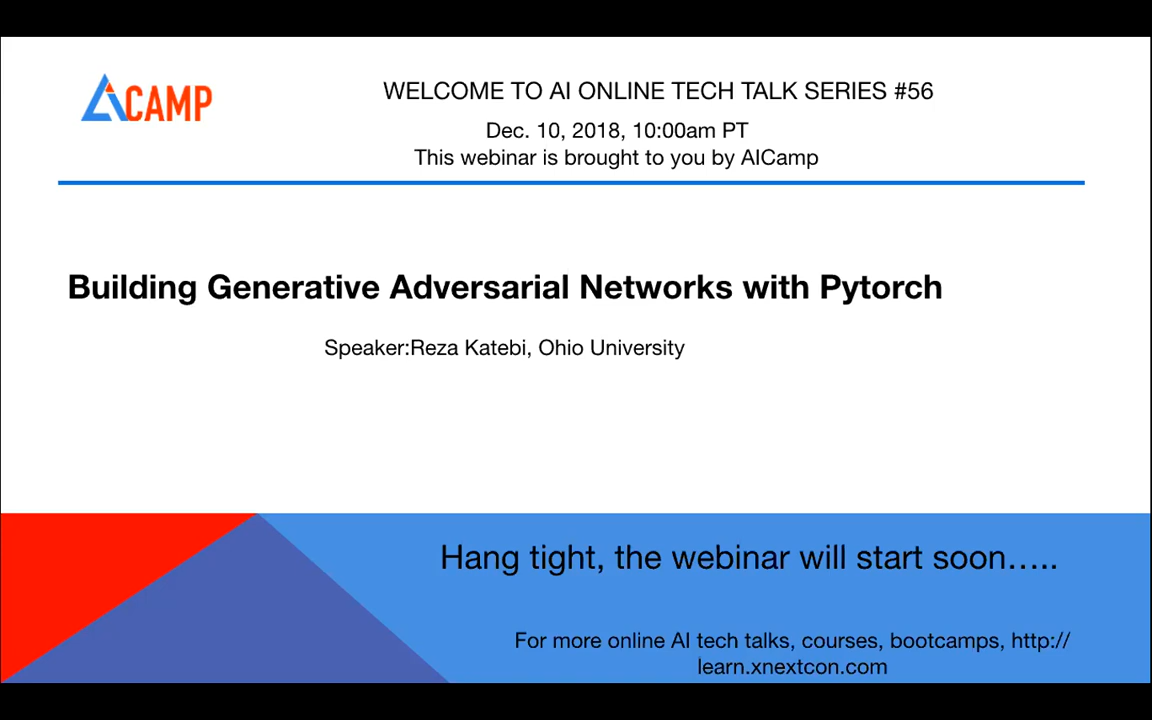 AICAMP
WELCOME TO AI ONLINE TECH TALK SERIES #56
Dec. 10, 2018, 10:00am PT
This webinar is brought to you by AICamp
Building Generative Adversarial Networks with Pytorch
Speaker:Reza Katebi, Ohio University
Hang tight, the webinar will start soon…..
For more online AI tech talks, courses, bootcamps, http://
learn.xnextcon.com